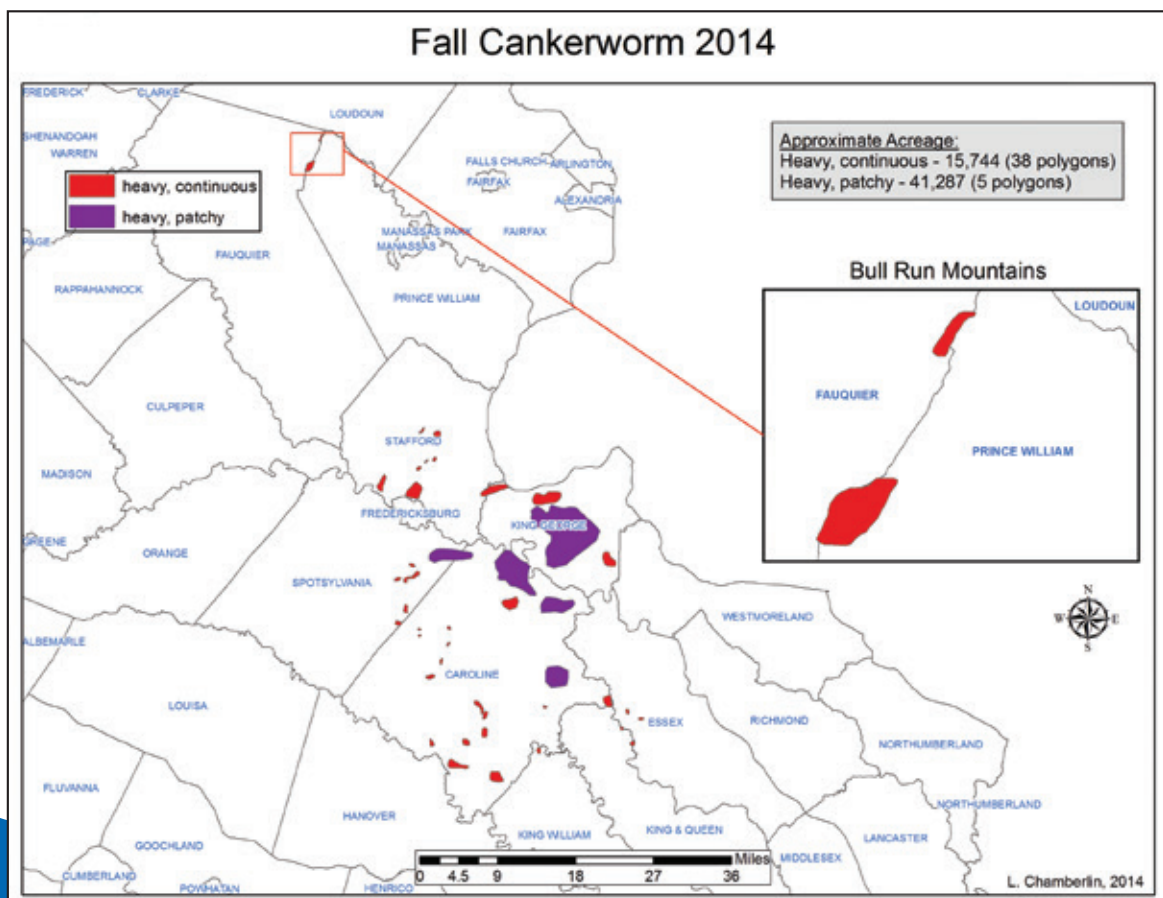 Fall Cankerworm 2014
FREDERICK
CLARKE
LOUDOUN
SHENANDOAH
WARREN
FALLS CHURCH
ARLINGTON
FAIRFAX
ALEXANDRIA
Approximate Acreage:
Heavy, continuous - 15,744 (38 polygons)
Heavy, patchy - 41,287 (5 polygons)
heavy, continuous
heavy, patchy
MANASSAS PARK
FAIRFAX
MANASSAS
PAGE
FAUQUIER
RAPPAHANNOCK
PRINCE WILLIAM
Bull Run Mountains
LOUDOUN
FAUQUIER
PRINCE WILLIAM
CULPEPER
STAFFORD
MADISON
FREDERICKSBURG
KING GEORGE
GREENE
ORANGE
SPOTSYLVANIA
N
W
E
S
WESTMORELAND
ALBEMARLE
CAROLINE
LOUISA
ESSEX
RICHMOND
NORTHUMBERLAND
FLUVANNA
NORTHUMBERLAND
HANOVER
GOOCHLAND
KING WILLIAM
KING & QUEEN
LANCASTER
MIDDLESEX
CUMBERLAND
POWHATAN
HENRICO
Miles
0 4.5 9 18 27 36
L. Chamberlin, 2014